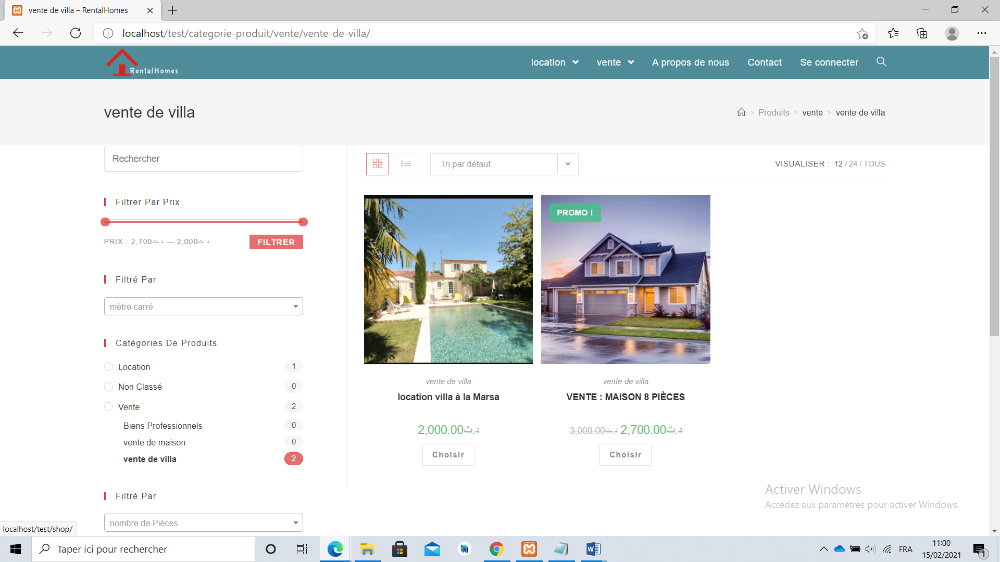 vente de villa – RentalHomes
localhost/test/categorie-produit/vente/vente-de-villa/
RentalHomes
location vente A propos de nous Contact Se connecter
vente de villa
> Produits > vente > vente de villa
Rechercher
Tri par défaut
VISUALISER : 12 / 24 / TOUS
Filtrer Par Prix
PRIX : 2,700د.ت — 2,000د.ت
FILTRER
Filtré Par
mètre carré
Catégories De Produits
Location 1
Non Classé 0
Vente 2
Biens Professionnels 0
vente de maison 0
vente de villa 2
Filtré Par
nombre de Pièces
vente de villa
location villa à la Marsa
2,000.00د.ت
Choisir
PROMO !
vente de villa
VENTE : MAISON 8 PIÈCES
3,000.00د.ت 2,700.00د.ت
Choisir
Activer Windows
Accédez aux paramètres pour activer Windows.
localhost/test/shop/
Taper ici pour rechercher
FRA
11:00
15/02/2021
1